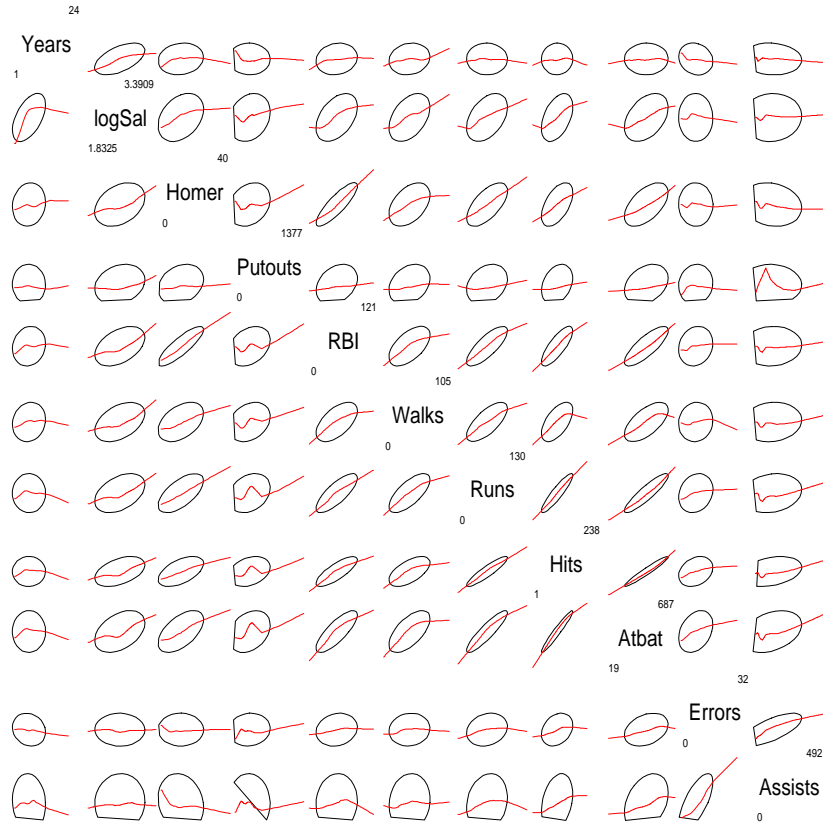 24
Years
1
3.3909
logSal
1.8325
40
Homer
0
1377
Putouts
0
121
RBI
0
105
Walks
0
130
Runs
0
238
Hits
1
687
Atbat
19
32
Errors
0
492
Assists
0